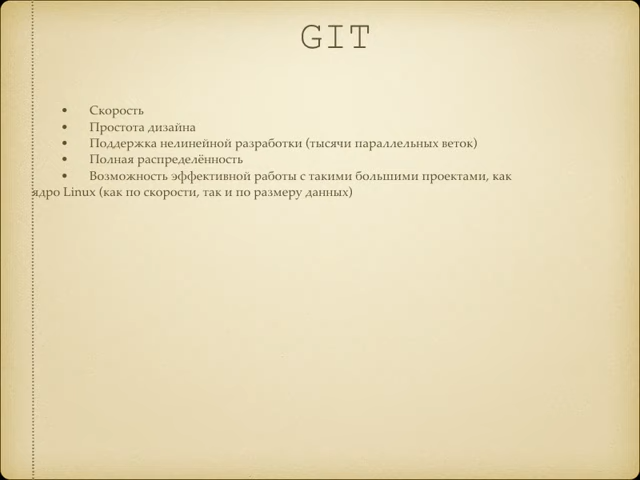 GIT
• Скорость
• Простота дизайна
• Поддержка нелинейной разработки (тысячи параллельных веток)
• Полная распределённость
• Возможность эффективной работы с такими большими проектами, как
ядро Linux (как по скорости, так и по размеру данных)